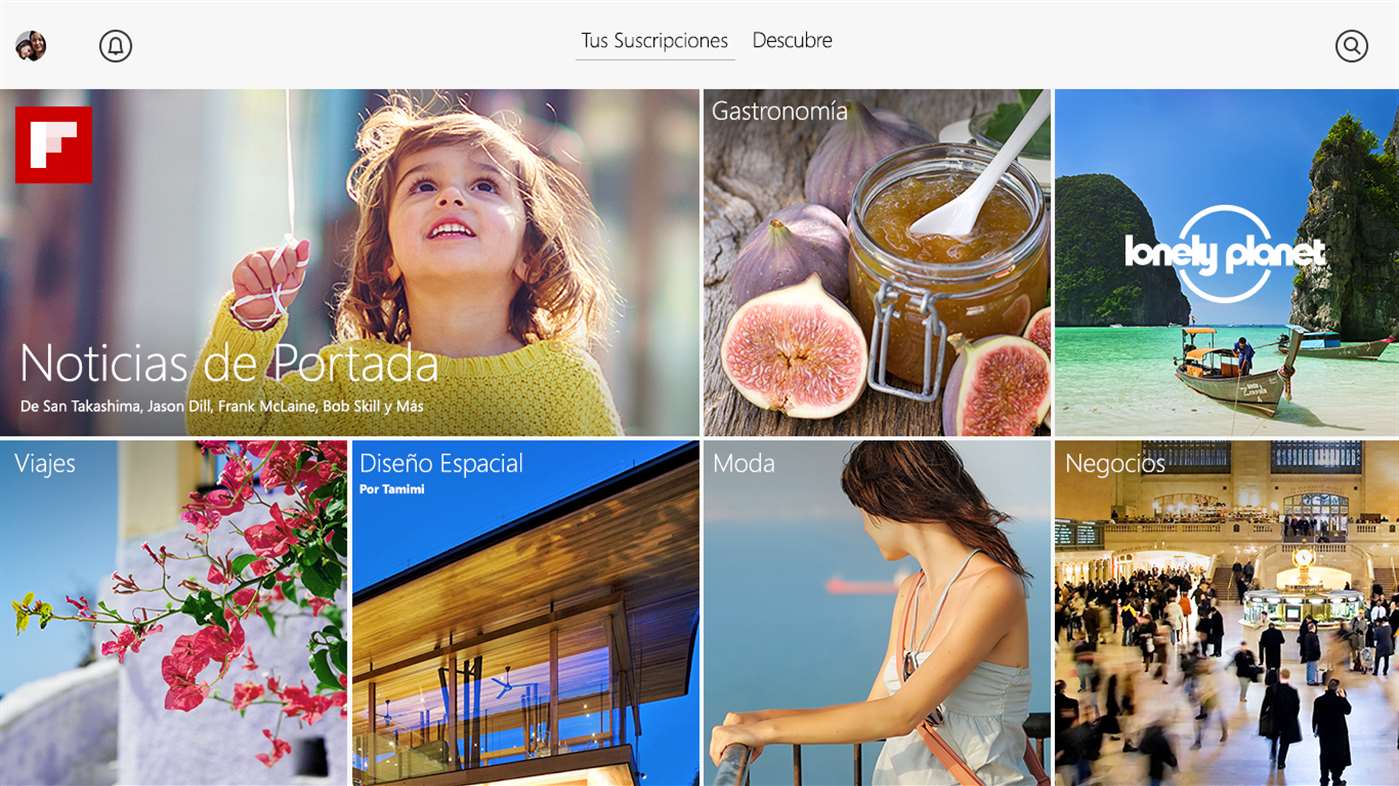 Tus Suscripciones
Descubre
Noticias de Portada
De San Takashima, Jason Dill, Frank McLaine, Bob Skill y Más
Gastronomía
lonely planet
Viajes
Diseño Espacial
Por Tamimi
Moda
Negocios